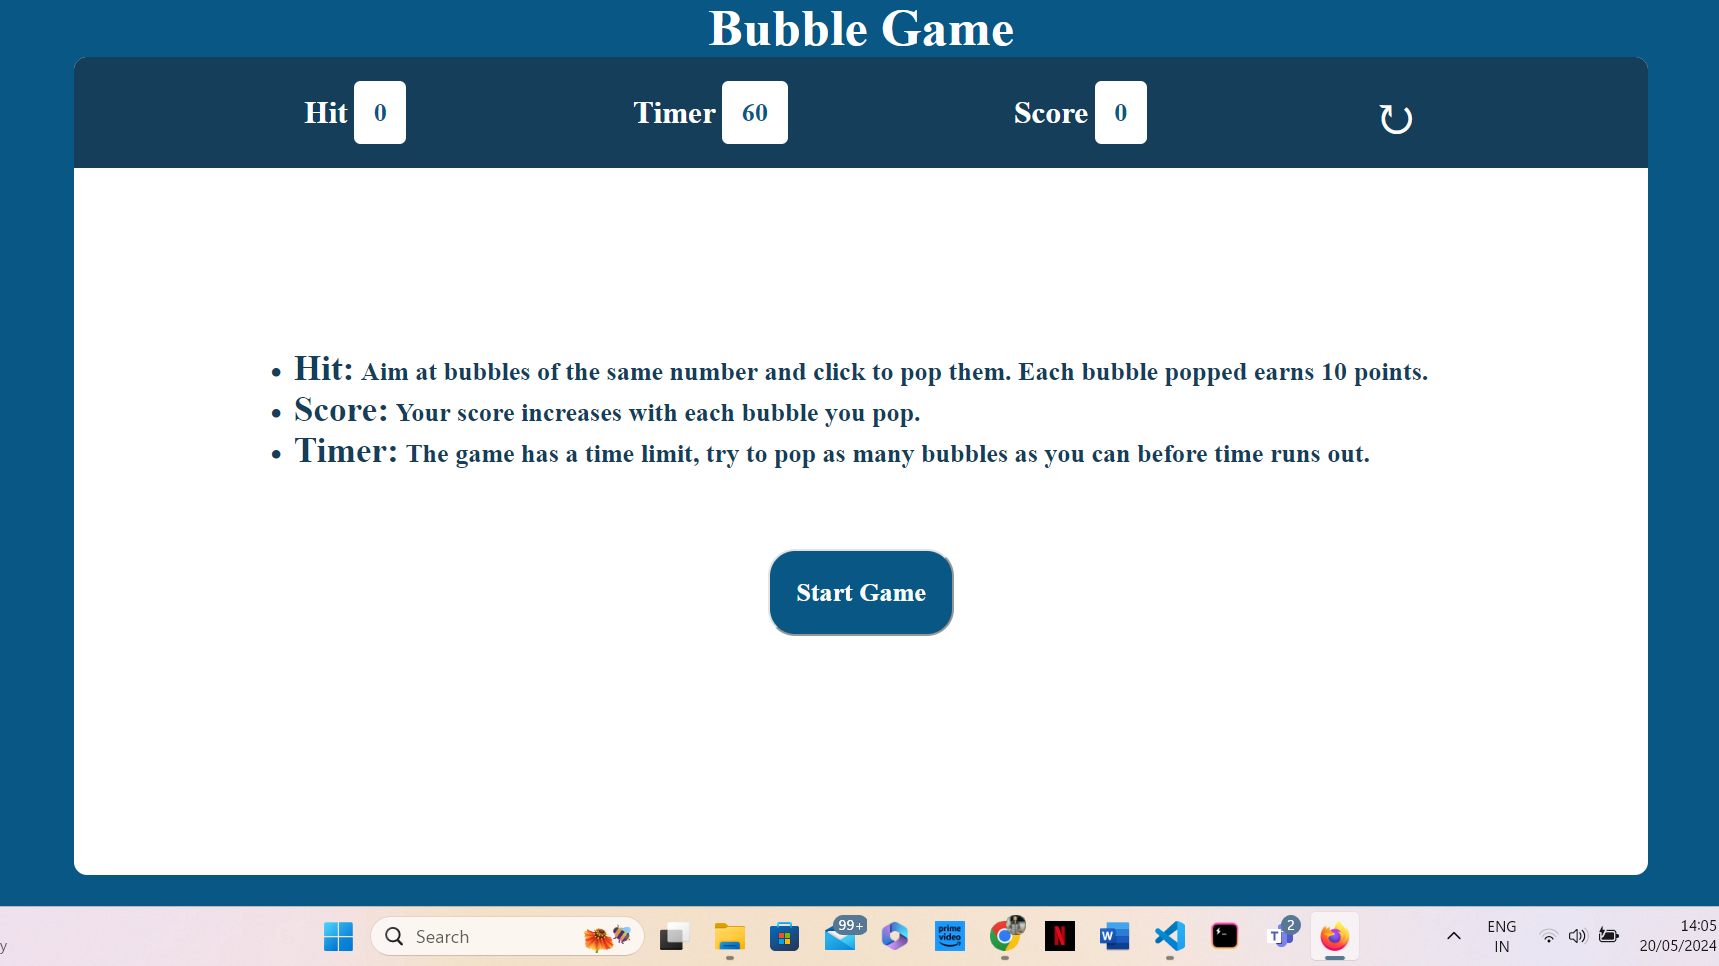 Bubble Game
Hit 0 Timer 60 Score 0
• Hit: Aim at bubbles of the same number and click to pop them. Each bubble popped earns 10 points.
• Score: Your score increases with each bubble you pop.
• Timer: The game has a time limit, try to pop as many bubbles as you can before time runs out.
Start Game
y
Search
99+
prime video
N
W
T
2
ENG
IN
14:05
20/05/2024